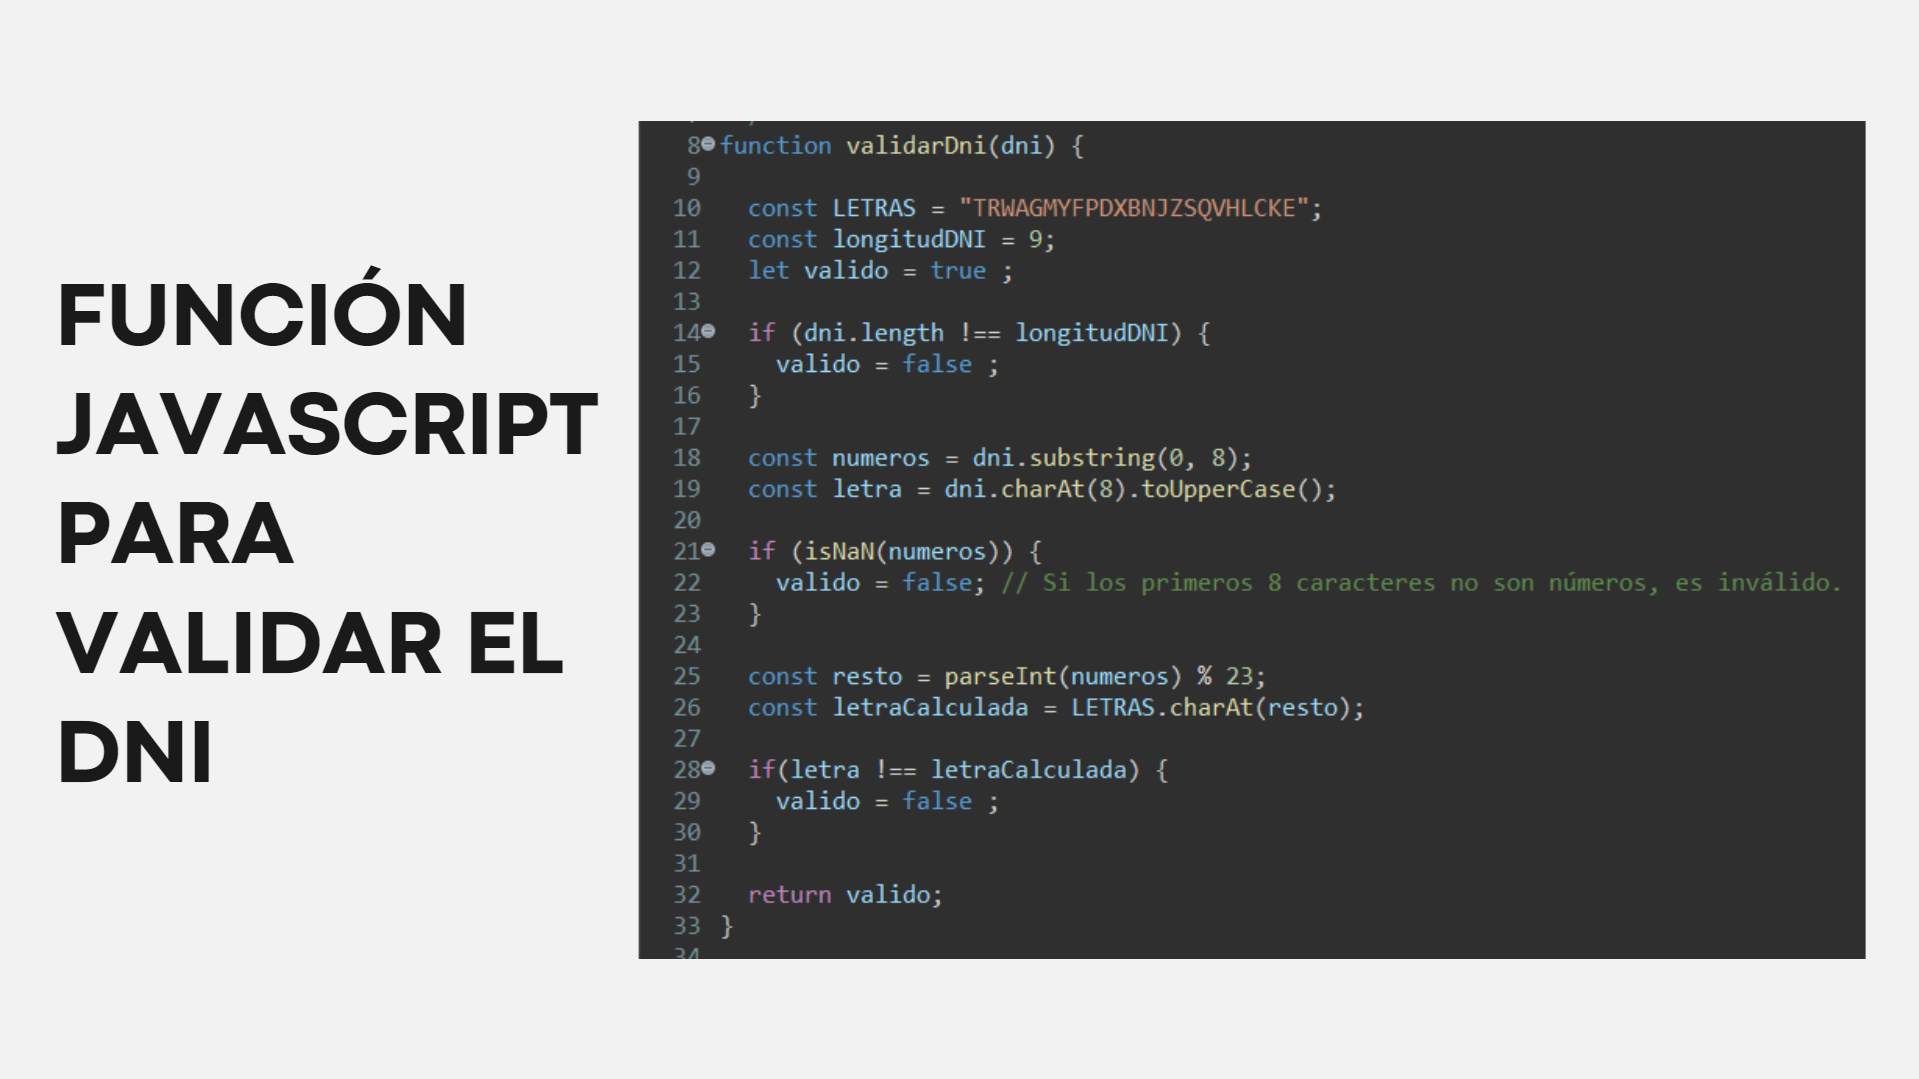 FUNCIÓN
JAVASCRIPT
PARA
VALIDAR EL
DNI
8 function validarDni(dni) {
9
10   const LETRAS = "TRWAGMYFPDXBNJZSQVHLCKE";
11   const longitudDNI = 9;
12   let valido = true ;
13
14   if (dni.length !== longitudDNI) {
15     valido = false ;
16   }
17
18   const numeros = dni.substring(0, 8);
19   const letra = dni.charAt(8).toUpperCase();
20
21   if (isNaN(numeros)) {
22     valido = false; // Si los primeros 8 caracteres no son números, es inválido.
23   }
24
25   const resto = parseInt(numeros) % 23;
26   const letraCalculada = LETRAS.charAt(resto);
27
28   if(letra !== letraCalculada) {
29     valido = false ;
30   }
31
32   return valido;
33 }
34